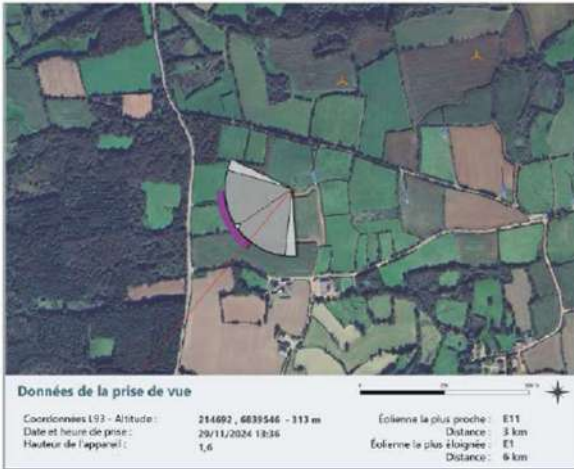 Données de la prise de vue
Coordonnées L93 - Altitude : 214692 , 6839546 - 313 m
Date et heure de prise : 29/11/2024 13:36
Hauteur de l'appareil : 1,6
Éolienne la plus proche : E11
Distance : 3 km
Éolienne la plus éloignée : E1
Distance : 6 km